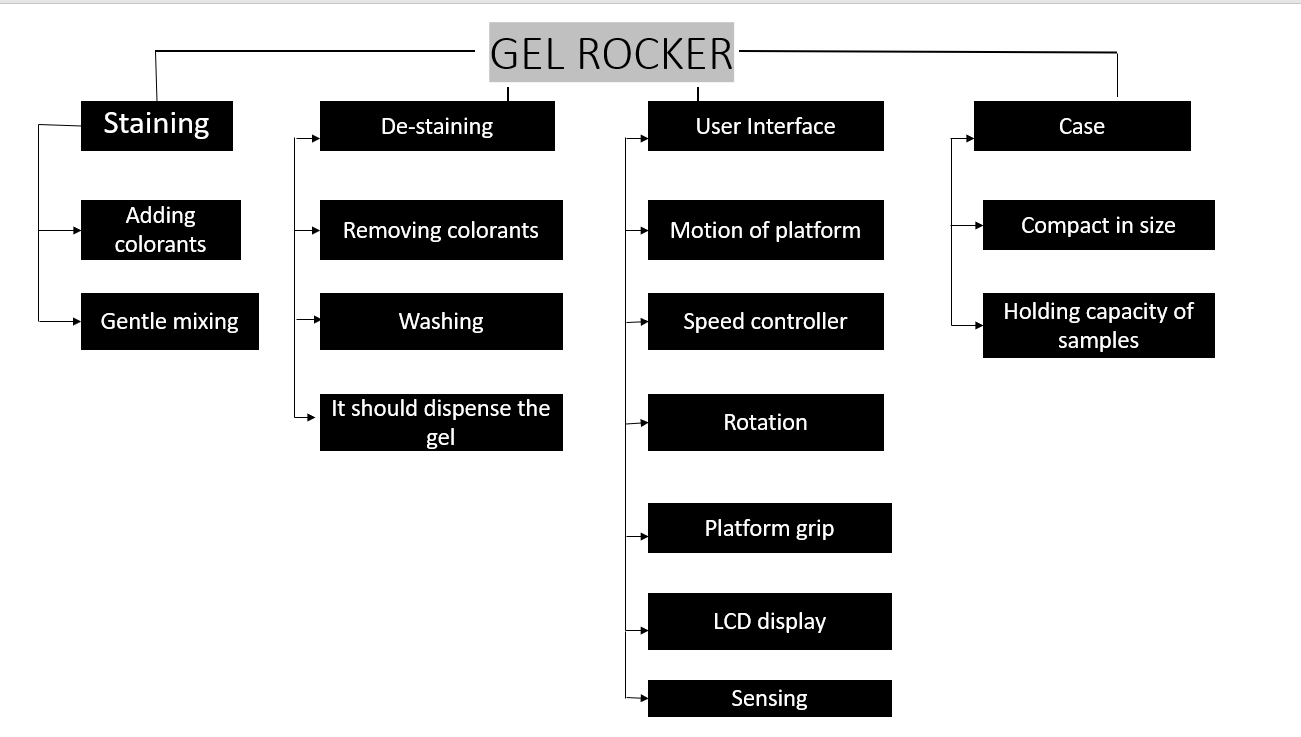 GEL ROCKER
Staining
De-staining
User Interface
Case
Adding
colorants
Removing colorants
Motion of platform
Compact in size
Gentle mixing
Washing
Speed controller
Holding capacity of
samples
It should dispense the
gel
Rotation
Platform grip
LCD display
Sensing